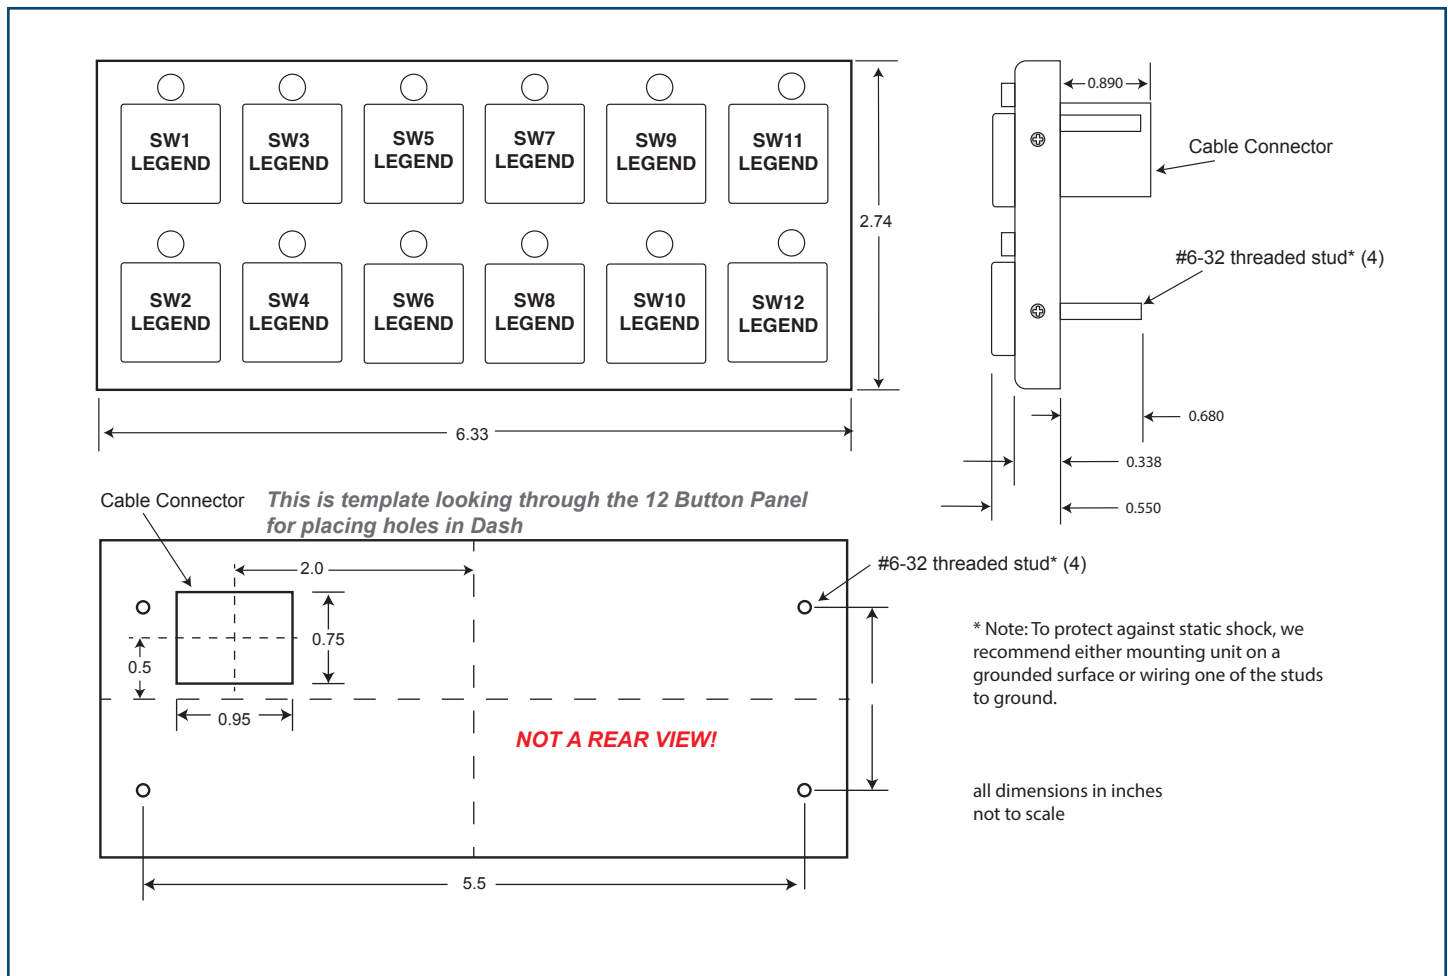 SW1
LEGEND
SW3
LEGEND
SW5
LEGEND
SW7
LEGEND
SW9
LEGEND
SW11
LEGEND
SW2
LEGEND
SW4
LEGEND
SW6
LEGEND
SW8
LEGEND
SW10
LEGEND
SW12
LEGEND
2.74
6.33
0.890
Cable Connector
#6-32 threaded stud* (4)
0.680
0.338
0.550
Cable Connector
This is template looking through the 12 Button Panel
for placing holes in Dash
2.0
0.75
0.5
0.95
NOT A REAR VIEW!
5.5
#6-32 threaded stud* (4)
* Note: To protect against static shock, we
recommend either mounting unit on a
grounded surface or wiring one of the studs
to ground.
all dimensions in inches
not to scale